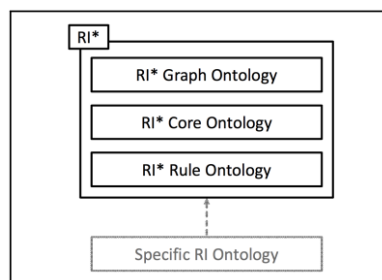 RI*
RI* Graph Ontology
RI* Core Ontology
RI* Rule Ontology
Specific RI Ontology